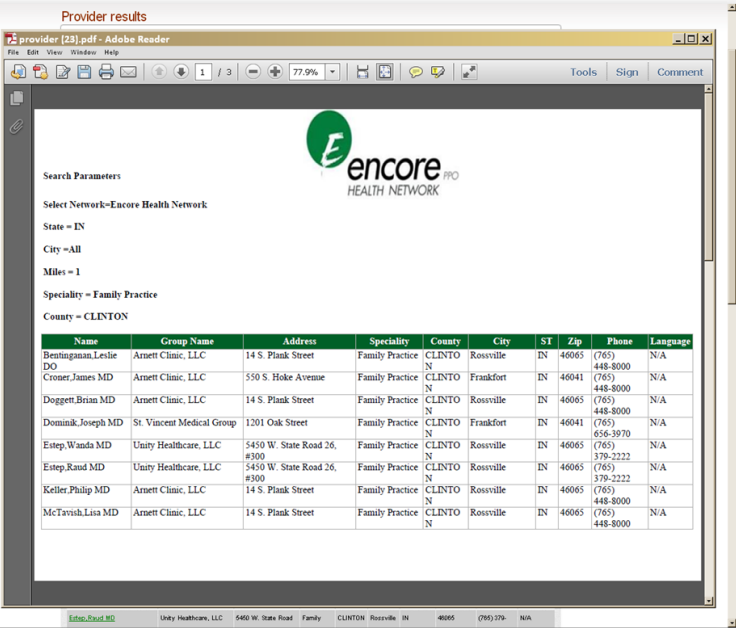 Provider results
provider [23].pdf - Adobe Reader
File Edit View Window Help
1 / 3 77.9% Tools Sign Comment
E encore PPO
HEALTH NETWORK
Search Parameters
Select Network=Encore Health Network
State = IN
City =All
Miles = 1
Speciality = Family Practice
County = CLINTON
Name Group Name Address Speciality County City ST Zip Phone Language
Bentinganan,Leslie Arnett Clinic, LLC 14 S. Plank Street Family Practice CLINTO Rossville IN 46065 (765) N/A
DO N 448-8000
Croner,James MD Arnett Clinic, LLC 550 S. Hoke Avenue Family Practice CLINTO Frankfort IN 46041 (765) N/A
N 448-8000
Doggett,Brian MD Arnett Clinic, LLC 14 S. Plank Street Family Practice CLINTO Rossville IN 46065 (765) N/A
N 448-8000
Dominik,Joseph MD St. Vincent Medical Group 1201 Oak Street Family Practice CLINTO Frankfort IN 46041 (765) N/A
N 656-3970
Estep,Wanda MD Unity Healthcare, LLC 5450 W. State Road 26, Family Practice CLINTO Rossville IN 46065 (765) N/A
#300 N 379-2222
Estep,Raud MD Unity Healthcare, LLC 5450 W. State Road 26, Family Practice CLINTO Rossville IN 46065 (765) N/A
#300 N 379-2222
Keller,Philip MD Arnett Clinic, LLC 14 S. Plank Street Family Practice CLINTO Rossville IN 46065 (765) N/A
N 448-8000
McTavish,Lisa MD Arnett Clinic, LLC 14 S. Plank Street Family Practice CLINTO Rossville IN 46065 (765) N/A
N 448-8000
Estep,Raud MD Unity Healthcare, LLC 5450 W. State Road Family CLINTON Rossville IN 46065 (765) 379- N/A